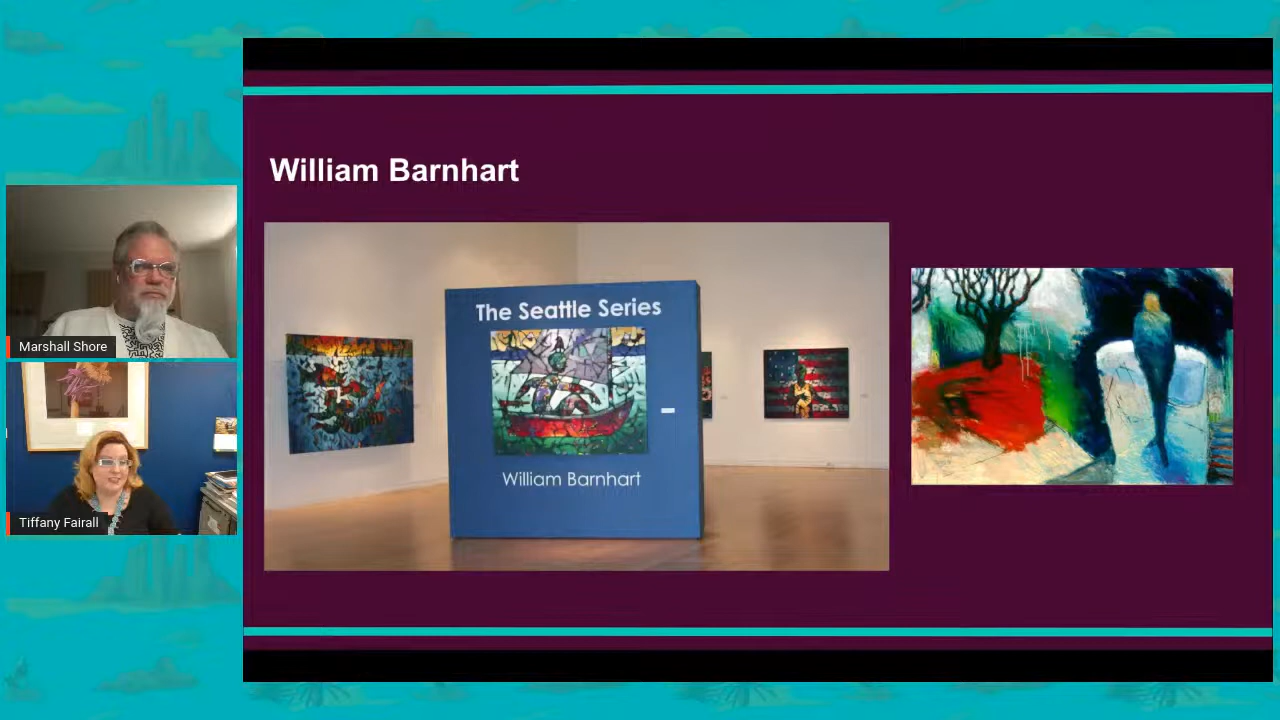 William Barnhart
The Seattle Series
William Barnhart
Marshall Shore
Tiffany Fairall